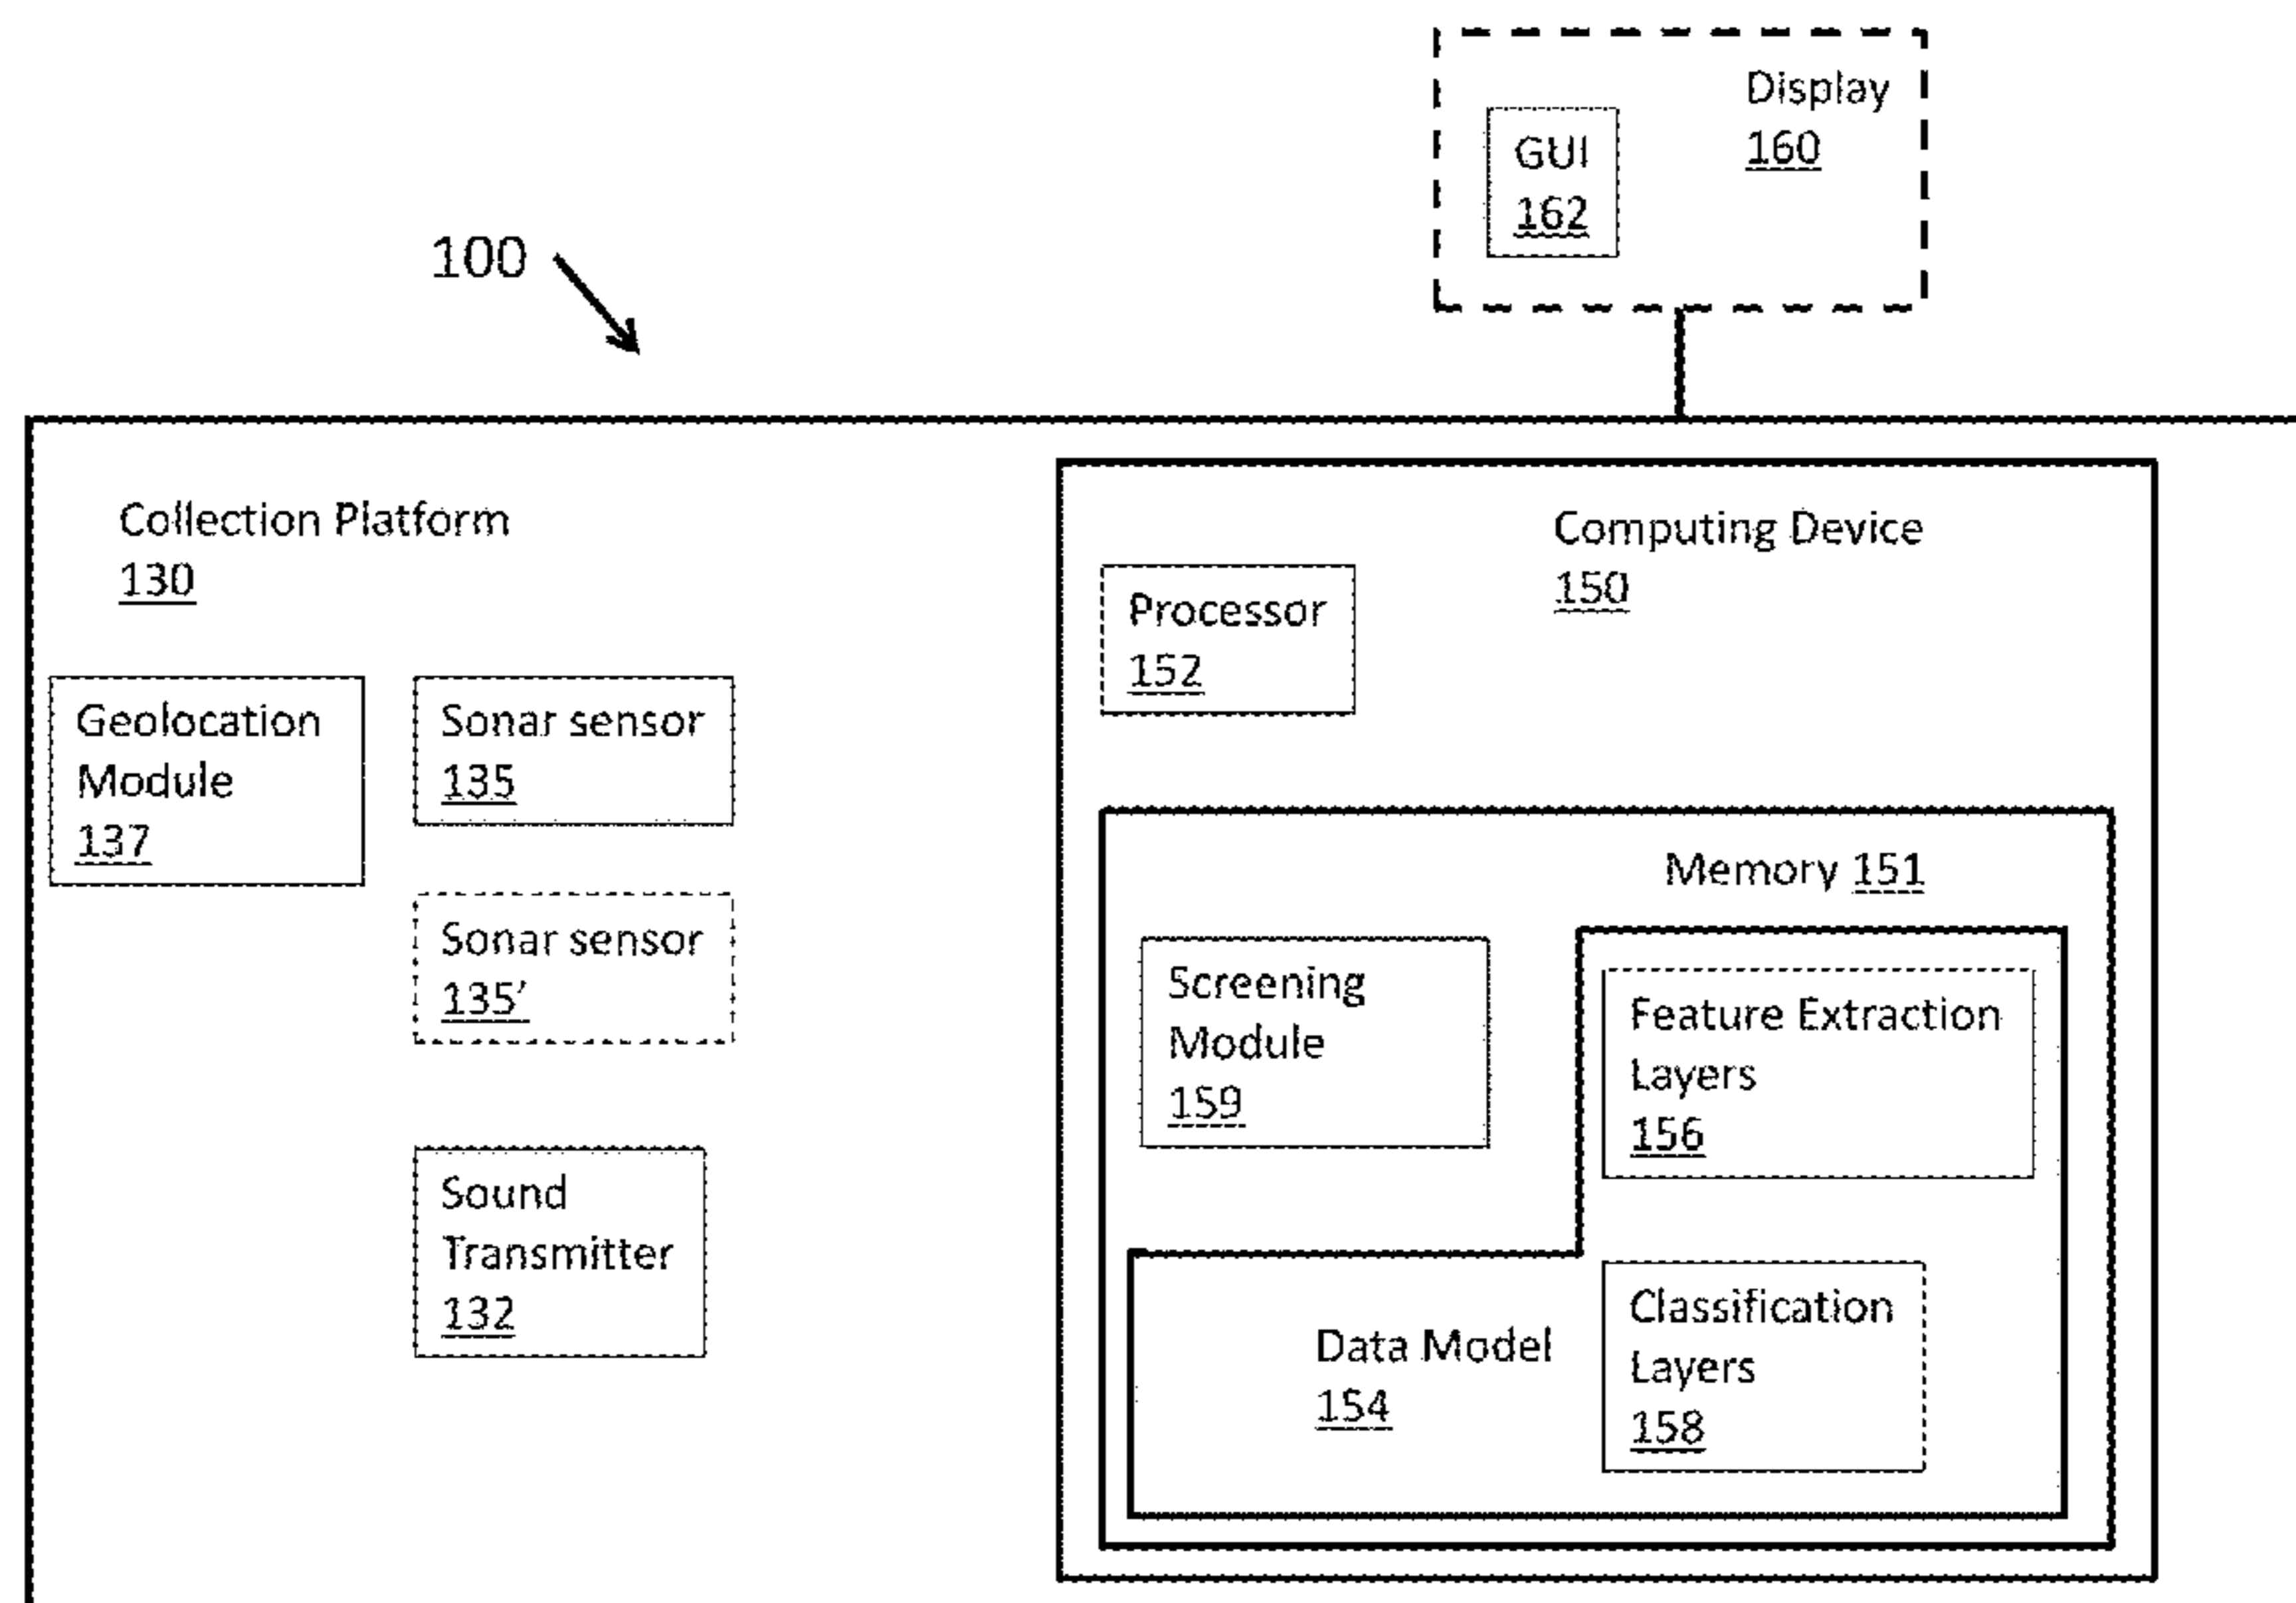 Display
160
GUI
162
100
Collection Platform
130
Computing Device
150
Processor
152
Geolocation
Module
137
Sonar sensor
135
Sonar sensor
135’
Sound
Transmitter
132
Memory 151
Screening
Module
159
Feature Extraction
Layers
156
Data Model
154
Classification
Layers
158